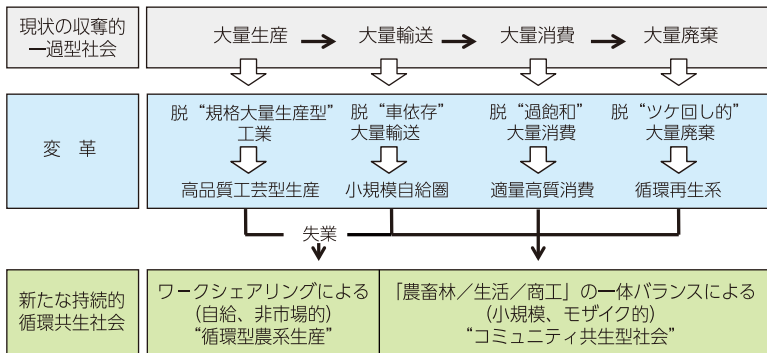 現状の収奪的
一過型社会
大量生産
大量輸送
大量消費
大量廃棄
変 革
脱“規格大量生産型”
工業
脱“車依存”
大量輸送
脱“過飽和”
大量消費
脱“ツケ回し的”
大量廃棄
高品質工芸型生産
小規模自給圏
適量高質消費
循環再生系
失業
新たな持続的
循環共生社会
ワークシェアリングによる
(自給、非市場的)
“循環型農系生産”
「農畜林／生活／商工」の一体バランスによる
(小規模、モザイク的)
“コミュニティ共生型社会”